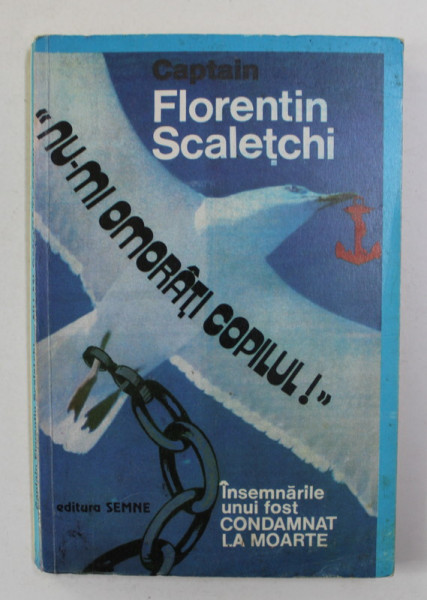 Captain
Florentin
Scalețchi
"NU-MI OMORÂȚI COPILUL!"
editura SEMNE
Însemnările
unui fost
CONDAMNAT
LA MOARTE